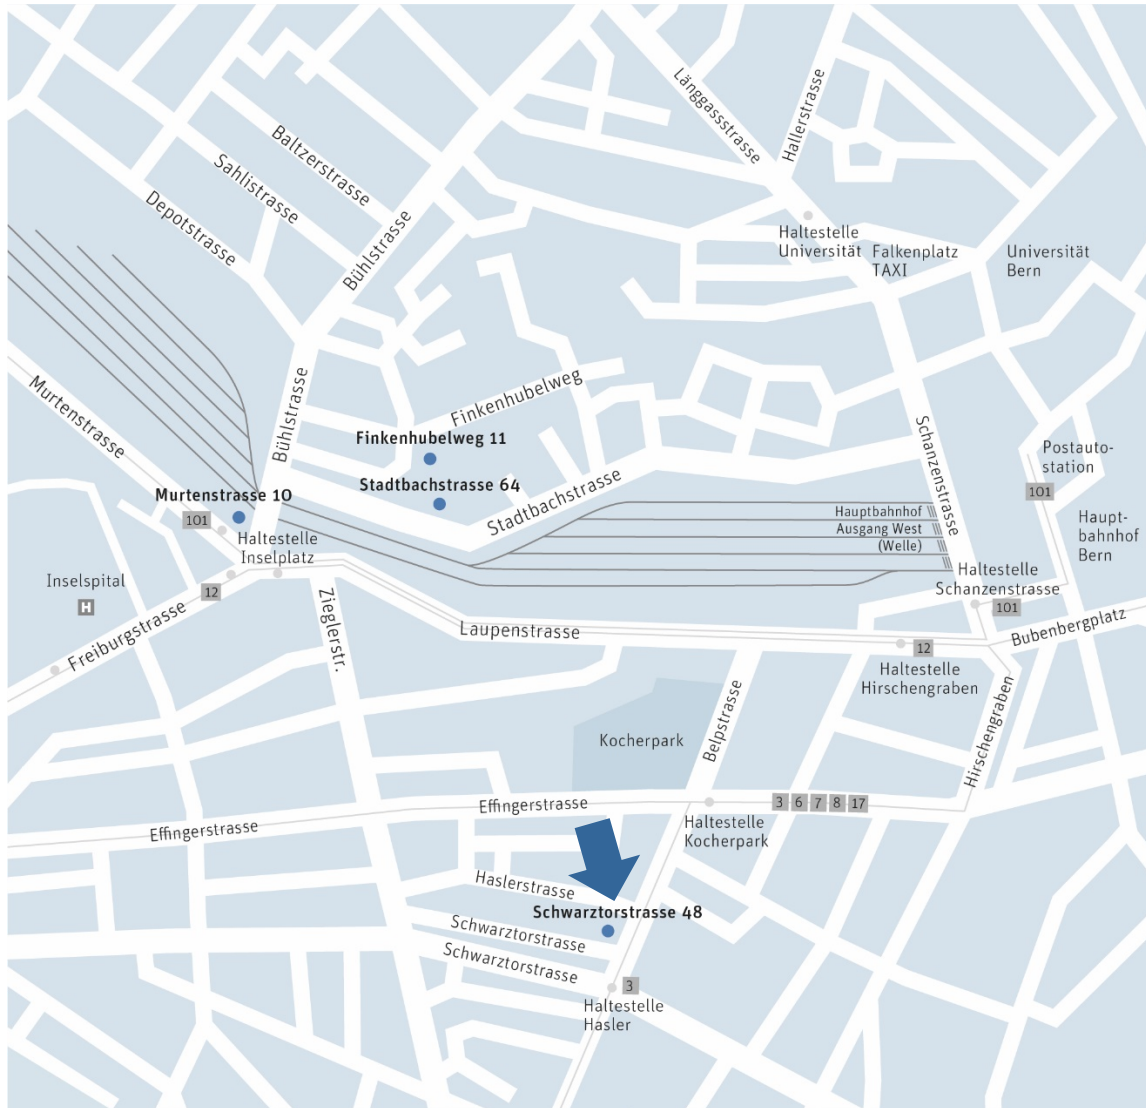 Länggassstrasse
Hallerstrasse
Baltzerstrasse
Sahlistrasse
Depotstrasse
Bühlstrasse
Haltestelle
Universität
Falkenplatz
TAXI
Universität
Bern
Murtenstrasse
Bühlstrasse
Finkenhubelweg
Finkenhubelweg 11
Stadtbachstrasse 64
Stadtbachstrasse
Schanzenstrasse
Postauto-
station
101
Murtenstrasse 10
101
Haltestelle
Inselplatz
Hauptbahnhof
Ausgang West
(Welle)
Haupt-
bahnhof
Bern
Inselspital
H
12
Freiburgstrasse
Zieglerstr.
Laupenstrasse
Haltestelle
Schanzenstrasse
101
Bubenbergplatz
12
Haltestelle
Hirschengraben
Hirschengraben
Kocherpark
Belpstrasse
Effingerstrasse
Effingerstrasse
3 6 7 8 17
Haltestelle
Kocherpark
Haslerstrasse
Schwarztorstrasse 48
Schwarztorstrasse
Schwarztorstrasse
3
Haltestelle
Hasler